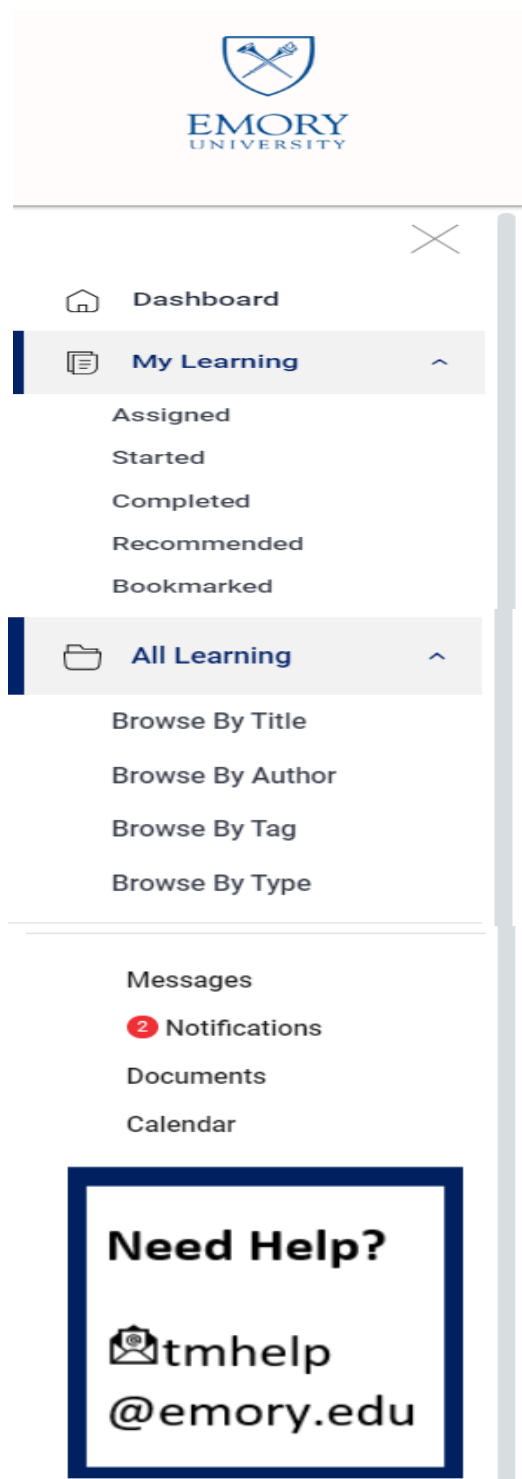 EMORY
UNIVERSITY
Dashboard
My Learning
Assigned
Started
Completed
Recommended
Bookmarked
All Learning
Browse By Title
Browse By Author
Browse By Tag
Browse By Type
Messages
2 Notifications
Documents
Calendar
Need Help?
@tmhelp
@emory.edu